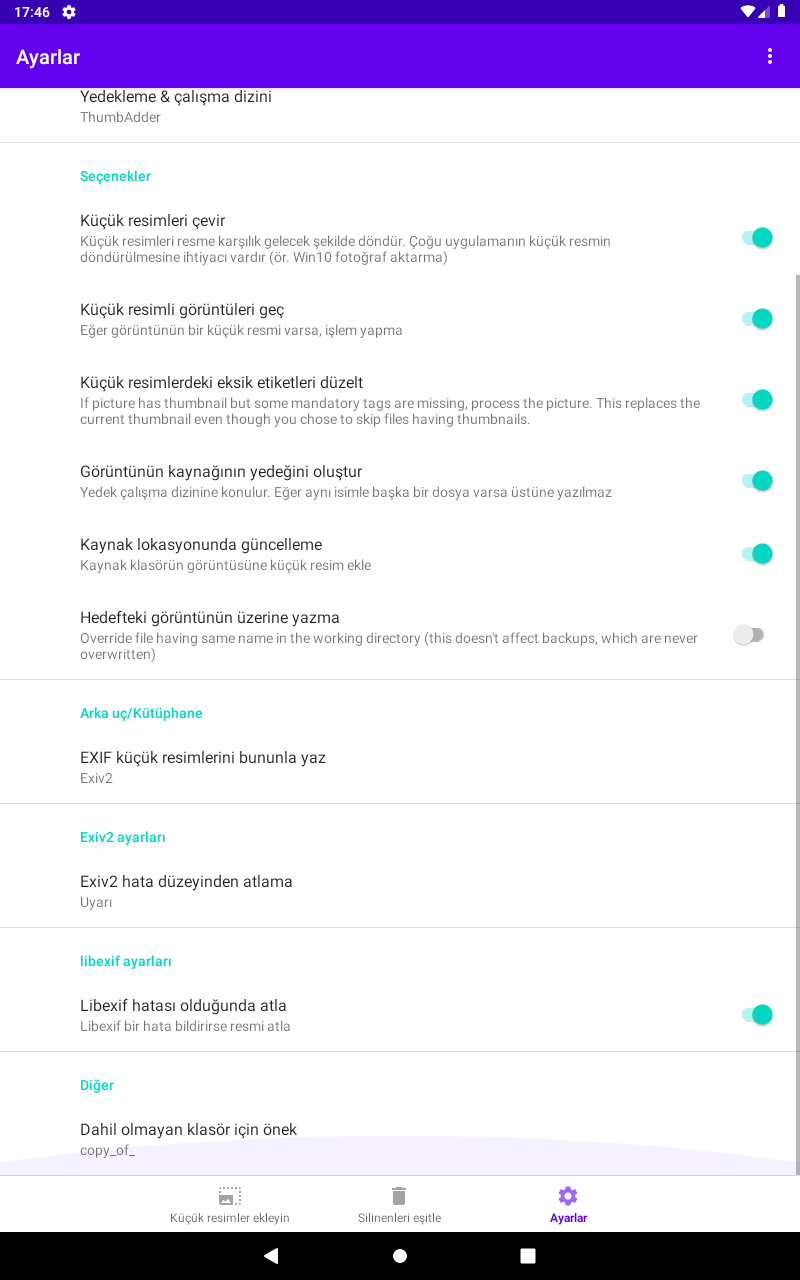 17:46
Ayarlar
Yedekleme & çalışma dizini
ThumbAdder
Seçenekler
Küçük resimleri çevir
Küçük resimleri resme karşılık gelecek şekilde döndür. Çoğu uygulamanın küçük resmin
döndürülmesine ihtiyacı vardır (ör. Win10 fotoğraf aktarma)
Küçük resimli görüntüleri geç
Eğer görüntünün bir küçük resmi varsa, işlem yapma
Küçük resimlerdeki eksik etiketleri düzelt
If picture has thumbnail but some mandatory tags are missing, process the picture. This replaces the
current thumbnail even though you chose to skip files having thumbnails.
Görüntünün kaynağının yedeğini oluştur
Yedek çalışma dizinine konulur. Eğer aynı isimle başka bir dosya varsa üstüne yazılmaz
Kaynak lokasyonunda güncelleme
Kaynak klasörün görüntüsüne küçük resim ekle
Hedefteki görüntünün üzerine yazma
Override file having same name in the working directory (this doesn't affect backups, which are never
overwritten)
Arka uç/Kütüphane
EXIF küçük resimlerini bununla yaz
Exiv2
Exiv2 ayarları
Exiv2 hata düzeyinden atlama
Uyarı
libexif ayarları
Libexif hatası olduğunda atla
Libexif bir hata bildirirse resmi atla
Diğer
Dahil olmayan klasör için önek
copy_of_
Küçük resimler ekleyin
Silinenleri eşitle
Ayarlar